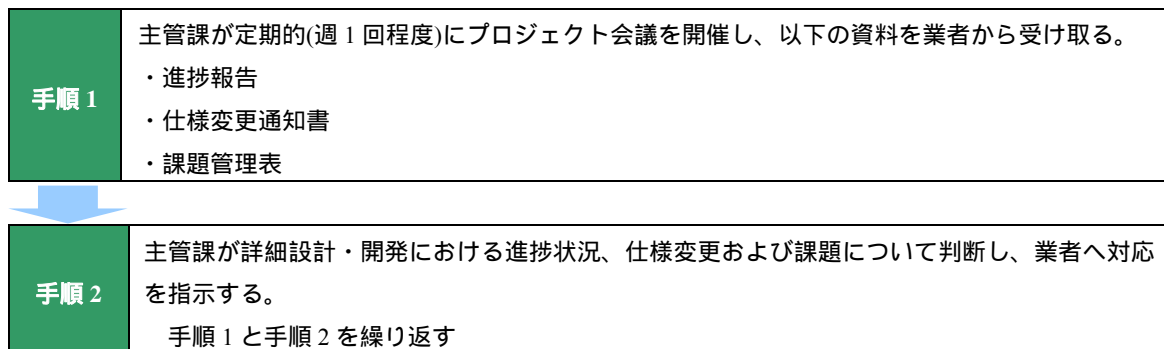 手順 1
主管課が定期的(週 1 回程度)にプロジェクト会議を開催し、以下の資料を業者から受け取る。
・進捗報告
・仕様変更通知書
・課題管理表
手順 2
主管課が詳細設計・開発における進捗状況、仕様変更および課題について判断し、業者へ対応
を指示する。
手順 1 と手順 2 を繰り返す